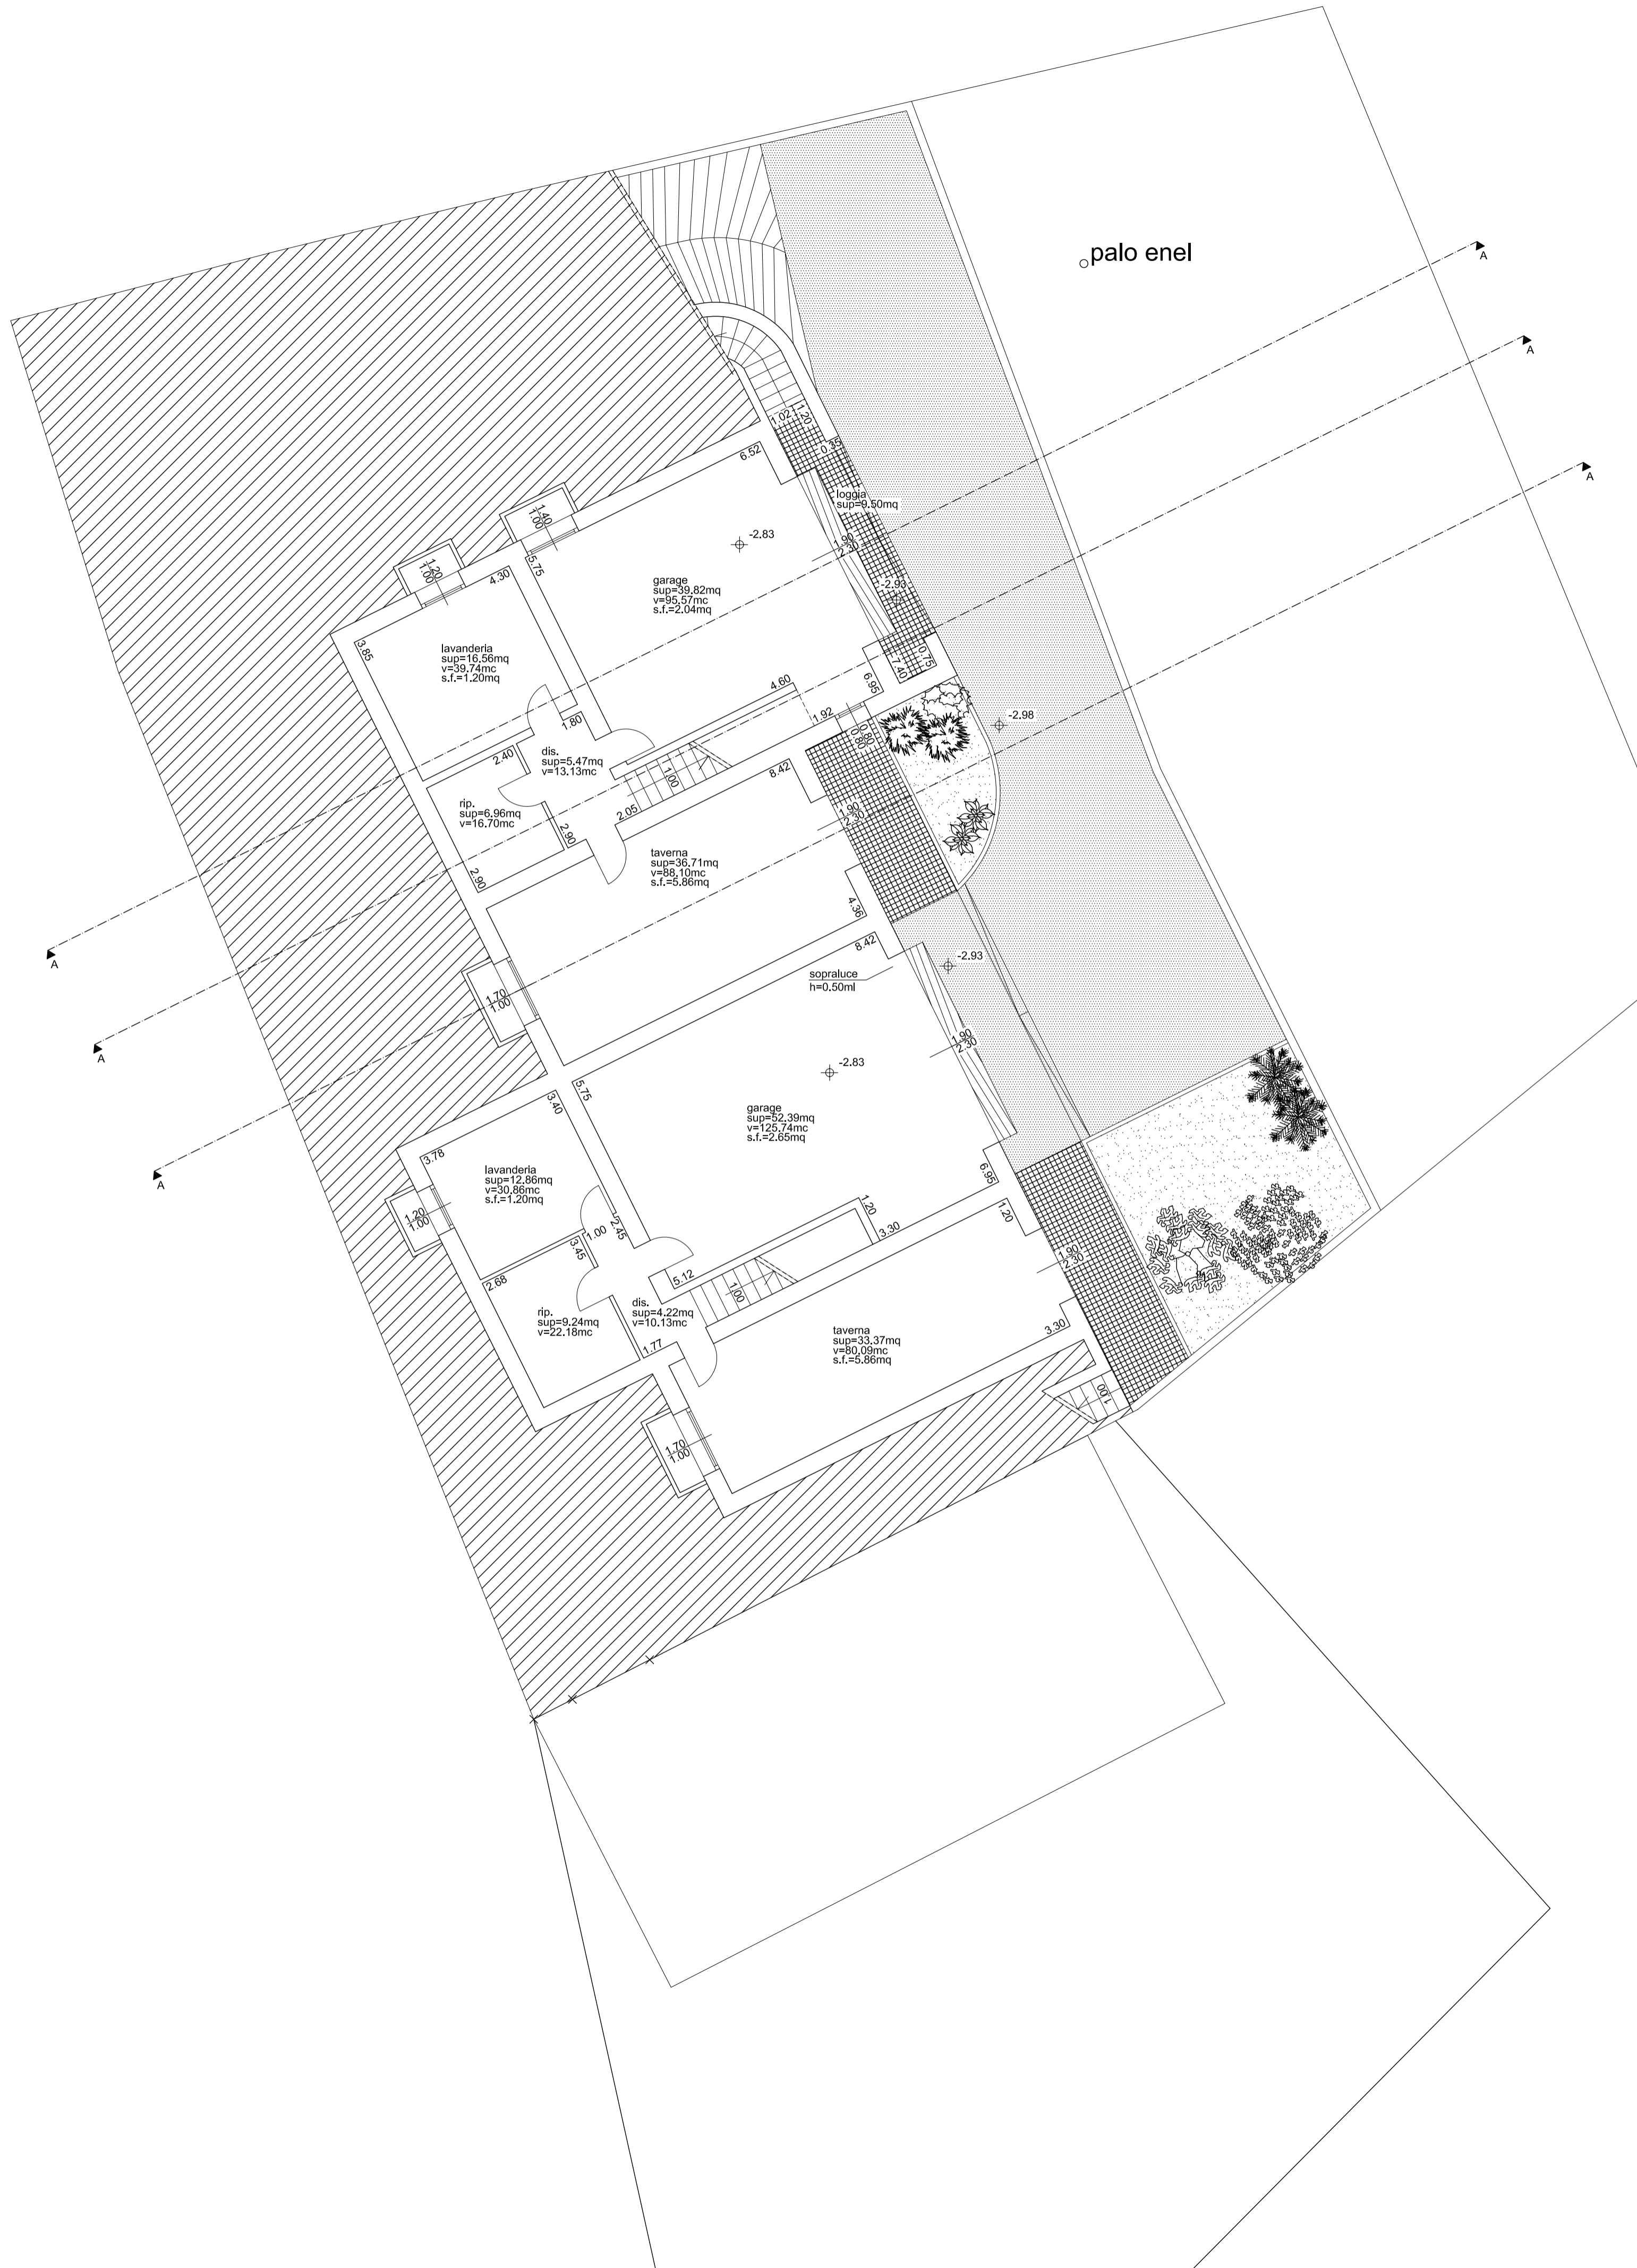 palo enel
A
A
A
1.02
1.20
0.35
6.52
loggia
sup=9.50mq
1.40
1.00
-2.83
1.90
2.30
1.20
1.00
4.30
5.75
garage
sup=39.82mq
v=95.57mc
s.f.=2.04mq
-2.93
3.85
lavanderia
sup=16.56mq
v=39.74mc
s.f.=1.20mq
0.75
7.40
6.95
4.60
1.80
1.92
-2.98
0.80
0.80
2.40
dis.
sup=5.47mq
v=13.13mc
8.42
1.00
rip.
sup=6.96mq
v=16.70mc
2.05
1.90
2.30
2.90
taverna
sup=36.71mq
v=88.10mc
s.f.=5.86mq
2.90
4.36
8.42
A
-2.93
sopraluce
h=0.50ml
1.70
1.00
A
1.90
2.30
-2.83
5.75
3.40
garage
sup=52.39mq
v=125.74mc
s.f.=2.65mq
3.78
lavanderia
sup=12.86mq
v=30.86mc
s.f.=1.20mq
6.95
A
1.20
1.00
1.20
1.20
2.45
1.00
3.30
3.45
1.90
2.30
5.12
1.00
2.68
rip.
sup=9.24mq
v=22.18mc
dis.
sup=4.22mq
v=10.13mc
3.30
taverna
sup=33.37mq
v=80.09mc
s.f.=5.86mq
1.77
1.00
1.70
1.00